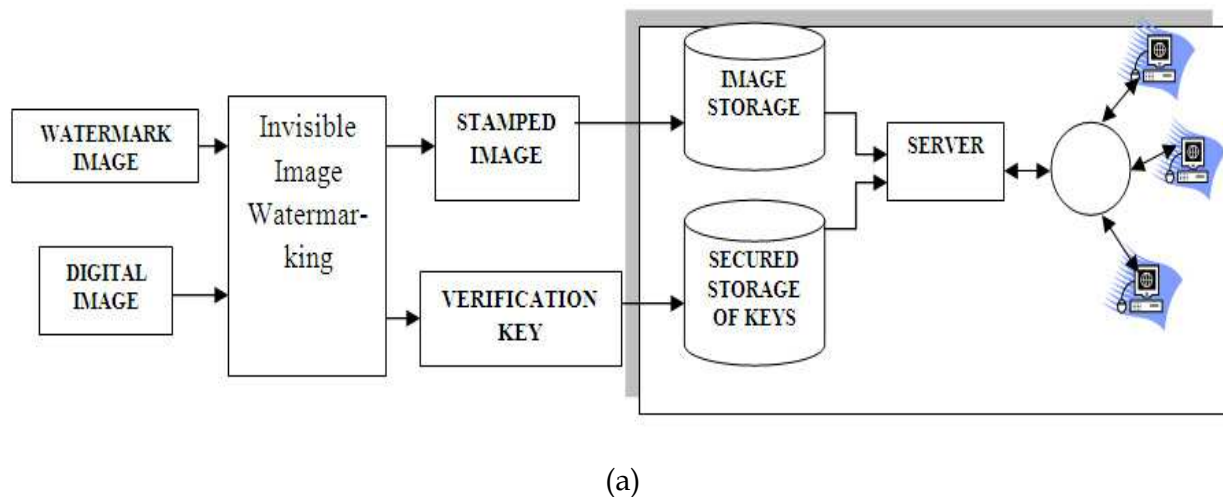 WATERMARK
IMAGE
DIGITAL
IMAGE
Invisible
Image
Watermar-
king
STAMPED
IMAGE
VERIFICATION
KEY
IMAGE
STORAGE
SECURED
STORAGE
OF KEYS
SERVER
(a)